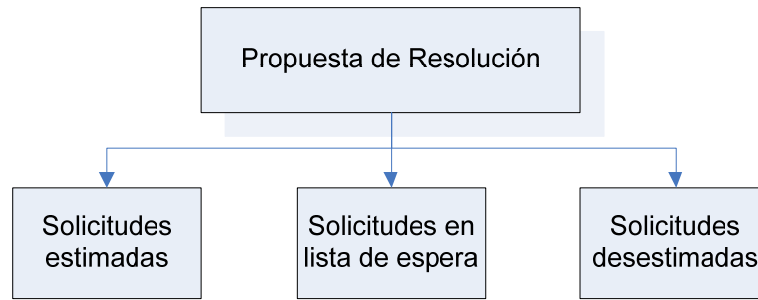 Propuesta de Resolución
Solicitudes
estimadas
Solicitudes en
lista de espera
Solicitudes
desestimadas